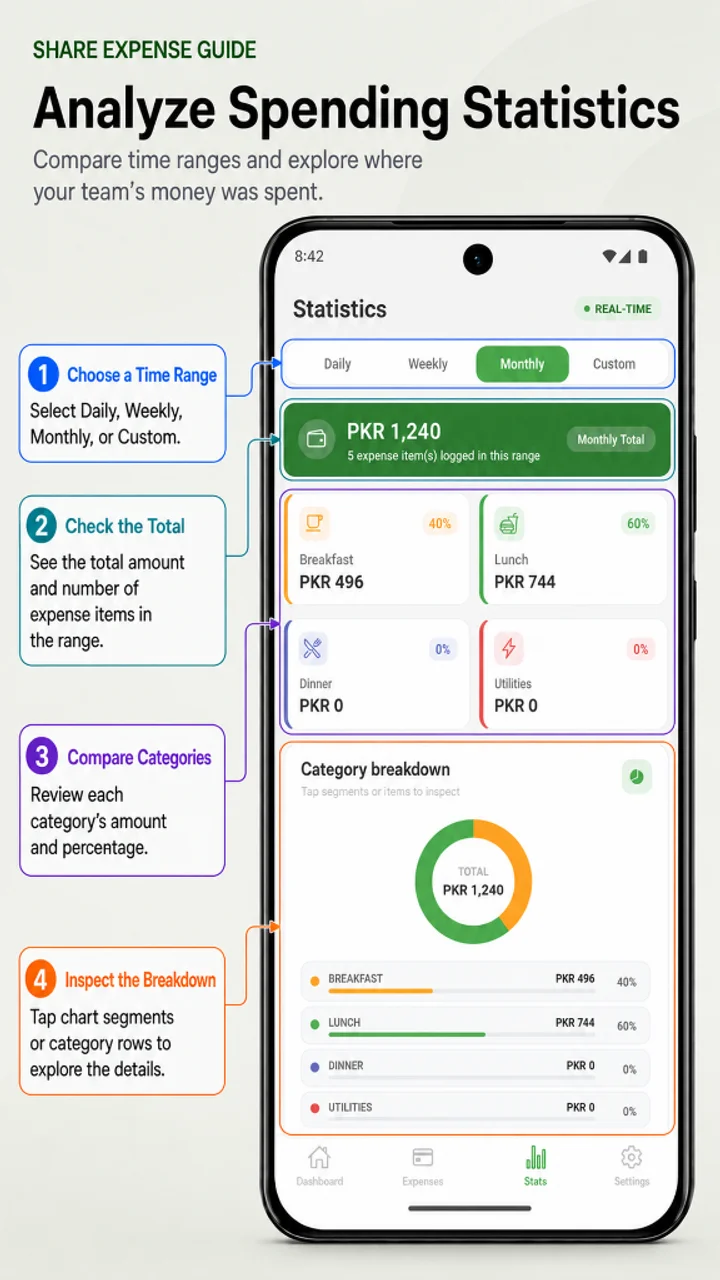 SHARE EXPENSE GUIDE
Analyze Spending Statistics
Compare time ranges and explore where
your team's money was spent.
1 Choose a Time Range
Select Daily, Weekly,
Monthly, or Custom.
2 Check the Total
See the total amount
and number of
expense items in
the range.
3 Compare Categories
Review each
category's amount
and percentage.
4 Inspect the Breakdown
Tap chart segments
or category rows to
explore the details.
8:42
Statistics
REAL-TIME
Daily Weekly Monthly Custom
PKR 1,240
5 expense item(s) logged in this range
Monthly Total
40%
Breakfast
PKR 496
60%
Lunch
PKR 744
0%
Dinner
PKR 0
0%
Utilities
PKR 0
Category breakdown
Tap segments or items to inspect
TOTAL
PKR 1,240
BREAKFAST PKR 496 40%
LUNCH PKR 744 60%
DINNER PKR 0 0%
UTILITIES PKR 0 0%
Dashboard Expenses Stats Settings